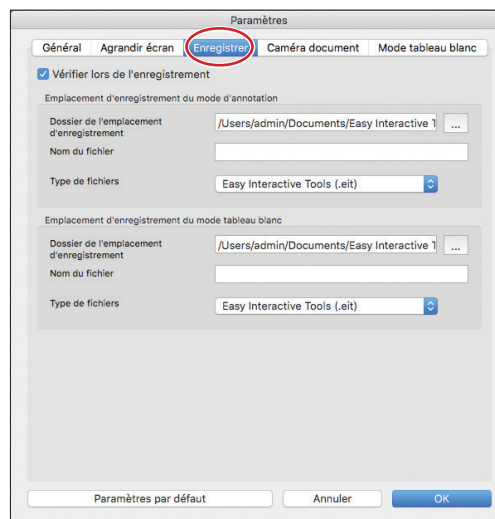 Paramètres
Général Agrandir écran Enregistrer Caméra document Mode tableau blanc
Vérifier lors de l'enregistrement
Emplacement d'enregistrement du mode d'annotation
Dossier de l'emplacement
d'enregistrement
/Users/admin/Documents/Easy Interactive T
...
Nom du fichier
Type de fichiers
Easy Interactive Tools (.eit)
Emplacement d'enregistrement du mode tableau blanc
Dossier de l'emplacement
d'enregistrement
/Users/admin/Documents/Easy Interactive T
...
Nom du fichier
Type de fichiers
Easy Interactive Tools (.eit)
Paramètres par défaut Annuler OK